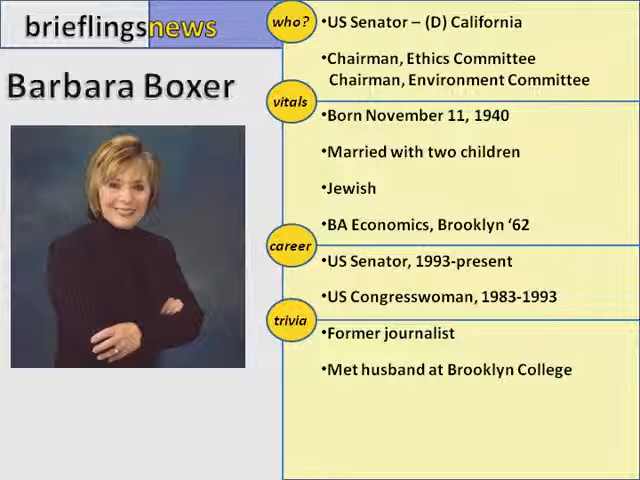 brieflingsnews
Barbara Boxer
who?
•US Senator – (D) California
•Chairman, Ethics Committee
Chairman, Environment Committee
vitals
•Born November 11, 1940
•Married with two children
•Jewish
•BA Economics, Brooklyn ‘62
career
•US Senator, 1993-present
•US Congresswoman, 1983-1993
trivia
•Former journalist
•Met husband at Brooklyn College